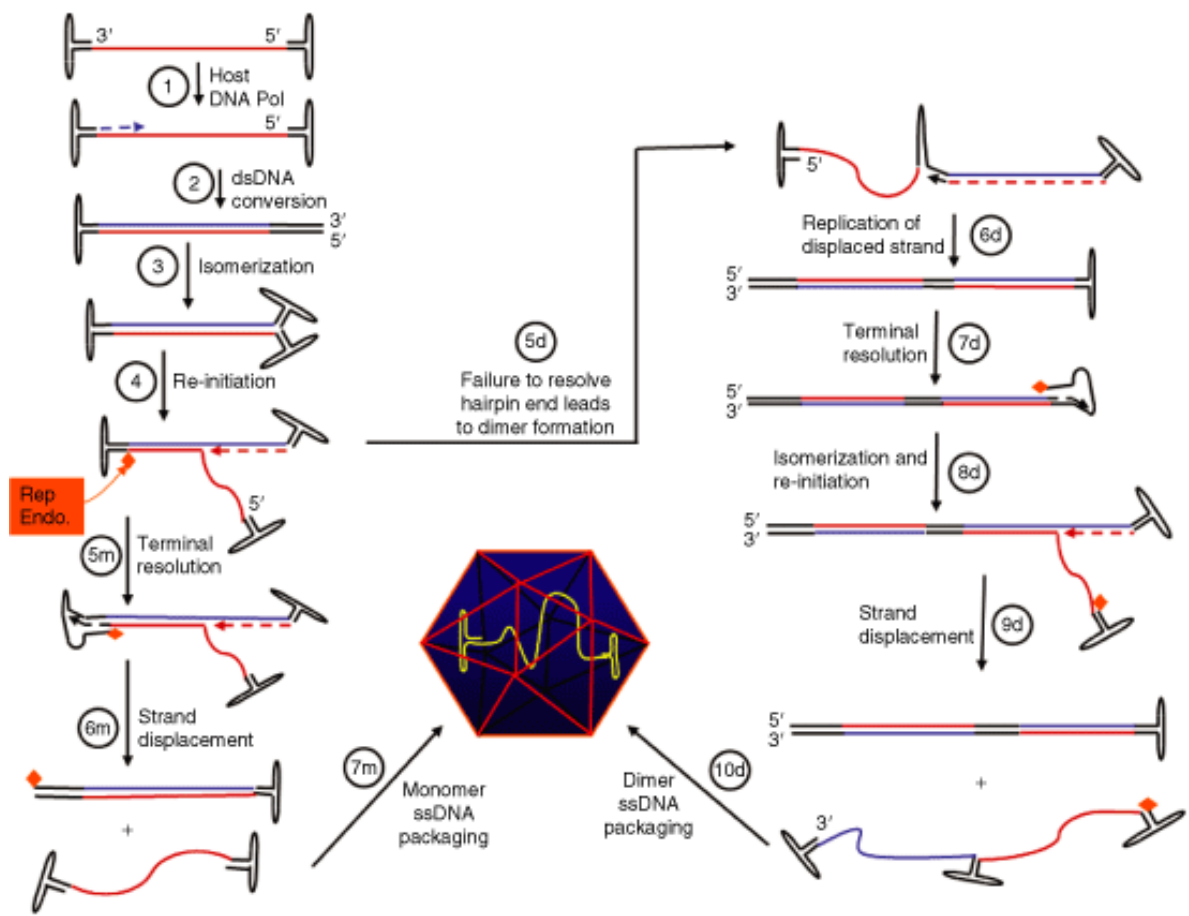 3′ 5′
1
Host
DNA Pol
5′
2
dsDNA
conversion
3′
5′
3
Isomerization
4
Re-initiation
Rep
Endo.
5′
5m
Terminal
resolution
6m
Strand
displacement
7m
Monomer
ssDNA
packaging
5d
Failure to resolve
hairpin end leads
to dimer formation
5′
Replication of
displaced strand
6d
5′
3′
Terminal
resolution
7d
5′
3′
Isomerization and
re-initiation
8d
5′
3′
Strand
displacement
9d
5′
3′
10d
Dimer
ssDNA
packaging
+
+
3′